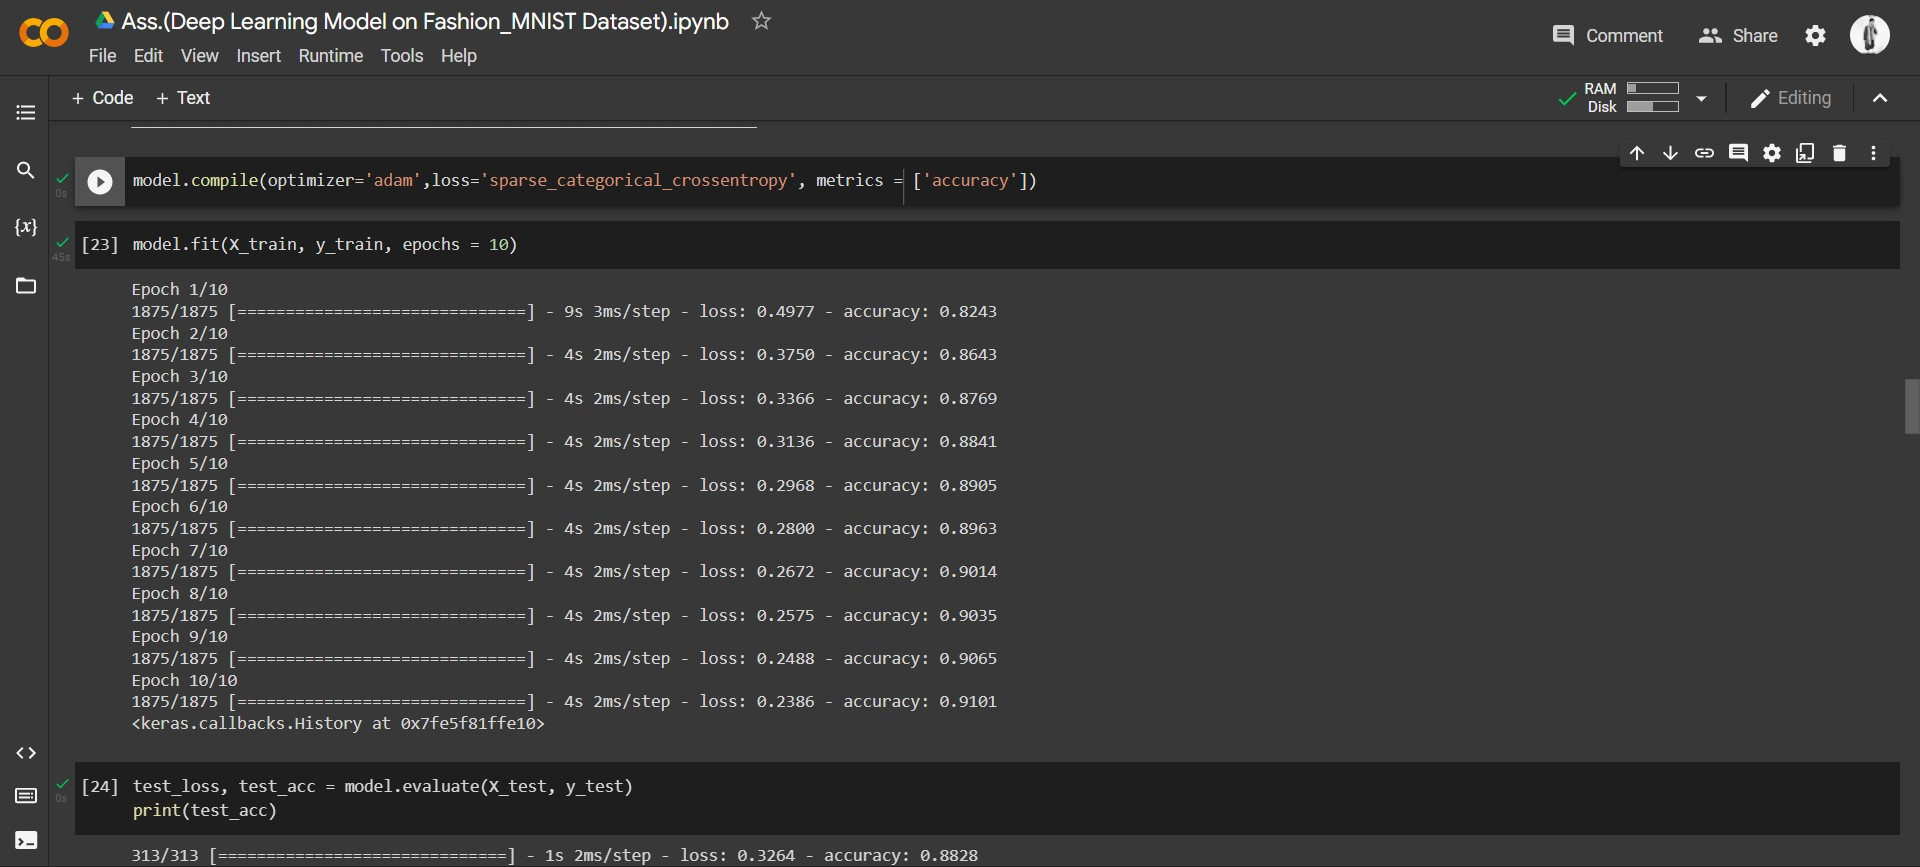 Ass.(Deep Learning Model on Fashion_MNIST Dataset).ipynb
File Edit View Insert Runtime Tools Help
Comment Share
+ Code + Text
RAM
Disk
Editing
{x}
model.compile(optimizer='adam',loss='sparse_categorical_crossentropy', metrics = ['accuracy'])
0s
[23] model.fit(X_train, y_train, epochs = 10)
45s
Epoch 1/10
1875/1875 [==============================] - 9s 3ms/step - loss: 0.4977 - accuracy: 0.8243
Epoch 2/10
1875/1875 [==============================] - 4s 2ms/step - loss: 0.3750 - accuracy: 0.8643
Epoch 3/10
1875/1875 [==============================] - 4s 2ms/step - loss: 0.3366 - accuracy: 0.8769
Epoch 4/10
1875/1875 [==============================] - 4s 2ms/step - loss: 0.3136 - accuracy: 0.8841
Epoch 5/10
1875/1875 [==============================] - 4s 2ms/step - loss: 0.2968 - accuracy: 0.8905
Epoch 6/10
1875/1875 [==============================] - 4s 2ms/step - loss: 0.2800 - accuracy: 0.8963
Epoch 7/10
1875/1875 [==============================] - 4s 2ms/step - loss: 0.2672 - accuracy: 0.9014
Epoch 8/10
1875/1875 [==============================] - 4s 2ms/step - loss: 0.2575 - accuracy: 0.9035
Epoch 9/10
1875/1875 [==============================] - 4s 2ms/step - loss: 0.2488 - accuracy: 0.9065
Epoch 10/10
1875/1875 [==============================] - 4s 2ms/step - loss: 0.2386 - accuracy: 0.9101
<keras.callbacks.History at 0x7fe5f81ffe10>
[24] test_loss, test_acc = model.evaluate(X_test, y_test)
0s
print(test_acc)
313/313 [==============================] - 1s 2ms/step - loss: 0.3264 - accuracy: 0.8828